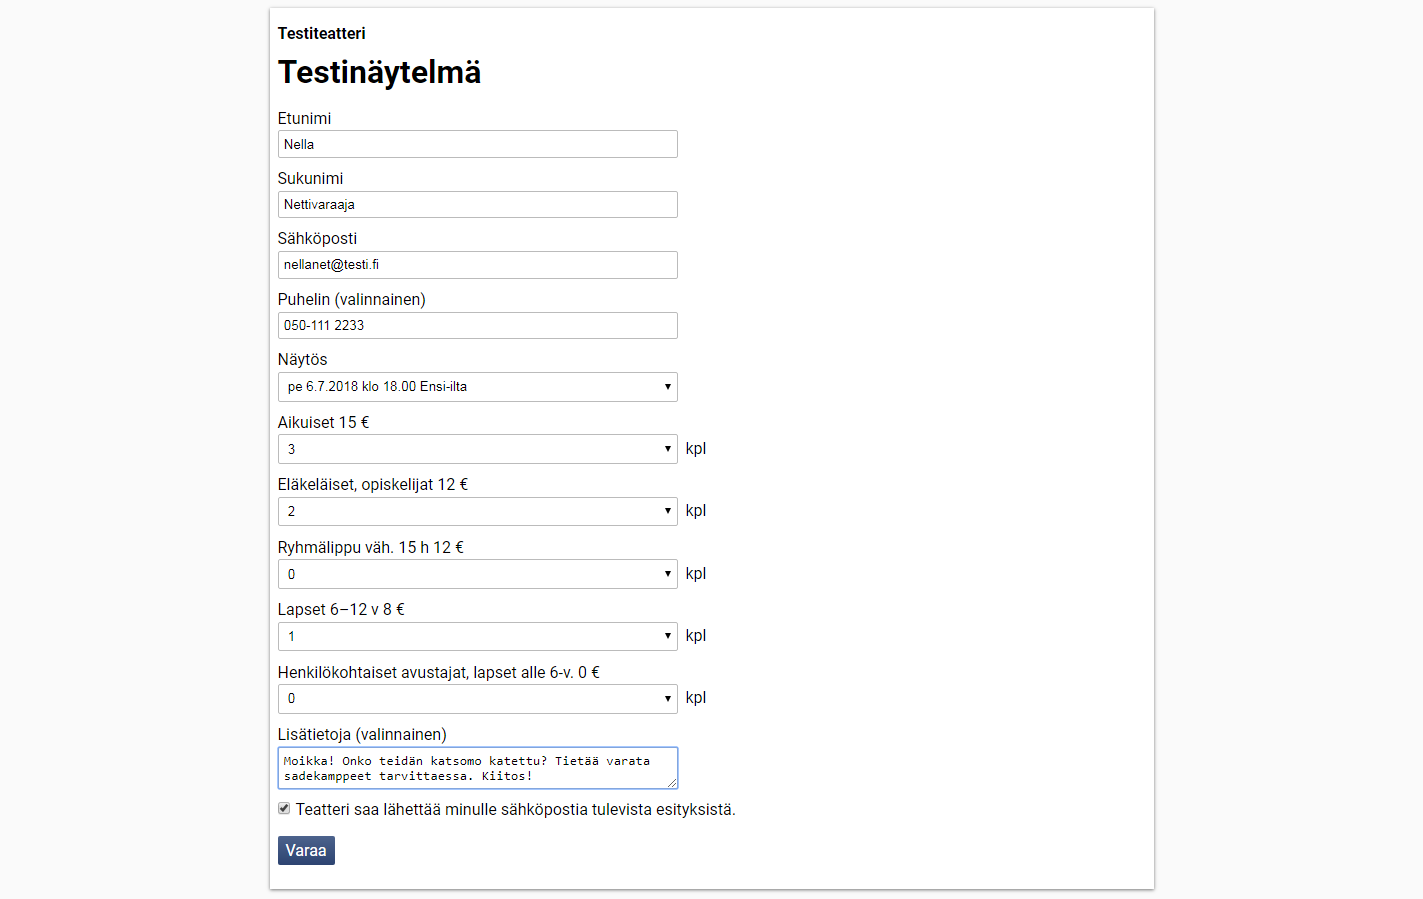 Testiteatteri
Testinäytelmä
Etunimi
Nella
Sukunimi
Nettivaraaja
Sähköposti
nellanet@testi.fi
Puhelin (valinnainen)
050-111 2233
Näytös
pe 6.7.2018 klo 18.00 Ensi-ilta
Aikuiset 15 €
3 kpl
Eläkeläiset, opiskelijat 12 €
2 kpl
Ryhmälippu väh. 15 h 12 €
0 kpl
Lapset 6–12 v 8 €
1 kpl
Henkilökohtaiset avustajat, lapset alle 6-v. 0 €
0 kpl
Lisätietoja (valinnainen)
Moikka! Onko teidän katsomo katettu? Tietää varata
sadekamppeet tarvittaessa. Kiitos!
Teatteri saa lähettää minulle sähköpostia tulevista esityksistä.
Varaa